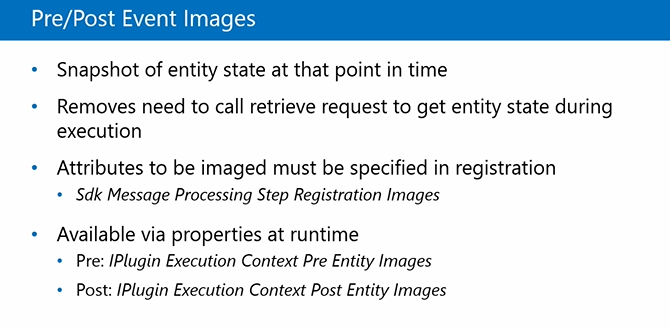 Pre/Post Event Images
• Snapshot of entity state at that point in time
• Removes need to call retrieve request to get entity state during
execution
• Attributes to be imaged must be specified in registration
• Sdk Message Processing Step Registration Images
• Available via properties at runtime
• Pre: IPlugin Execution Context Pre Entity Images
• Post: IPlugin Execution Context Post Entity Images